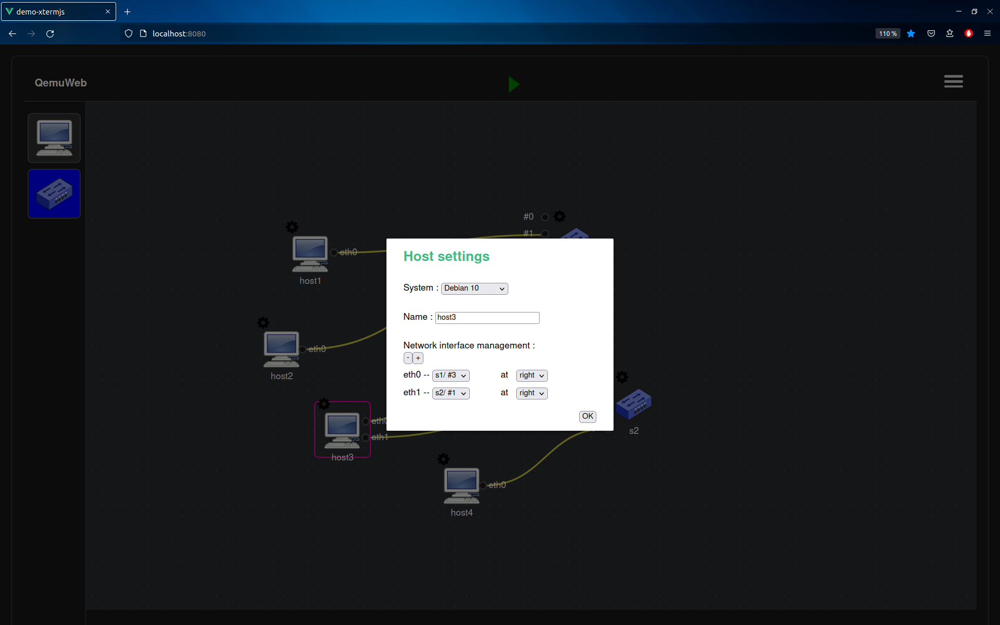 demo-xtermjs
localhost:8080
110 %
QemuWeb
#0
#1
eth0
host1
eth0
host2
eth0
eth1
host3
eth0
host4
s2
Host settings
System : Debian 10
Name : host3
Network interface management :
- +
eth0 -- s1/ #3 at right
eth1 -- s2/ #1 at right
OK